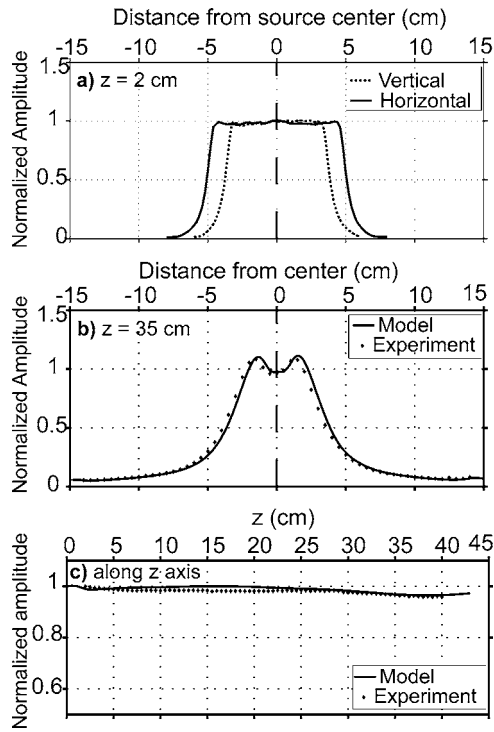 Distance from source center (cm)
-15 -10 -5 0 5 10 15
1.5
1
0.5
0
Normalized Amplitude
a) z = 2 cm
Vertical
Horizontal
Distance from center (cm)
-15 -10 -5 0 5 10 15
1.5
1
0.5
0
Normalized Amplitude
b) z = 35 cm
Model
Experiment
z (cm)
0 5 10 15 20 25 30 35 40 45
1
0.8
0.6
Normalized amplitude
c) along z axis
Model
Experiment